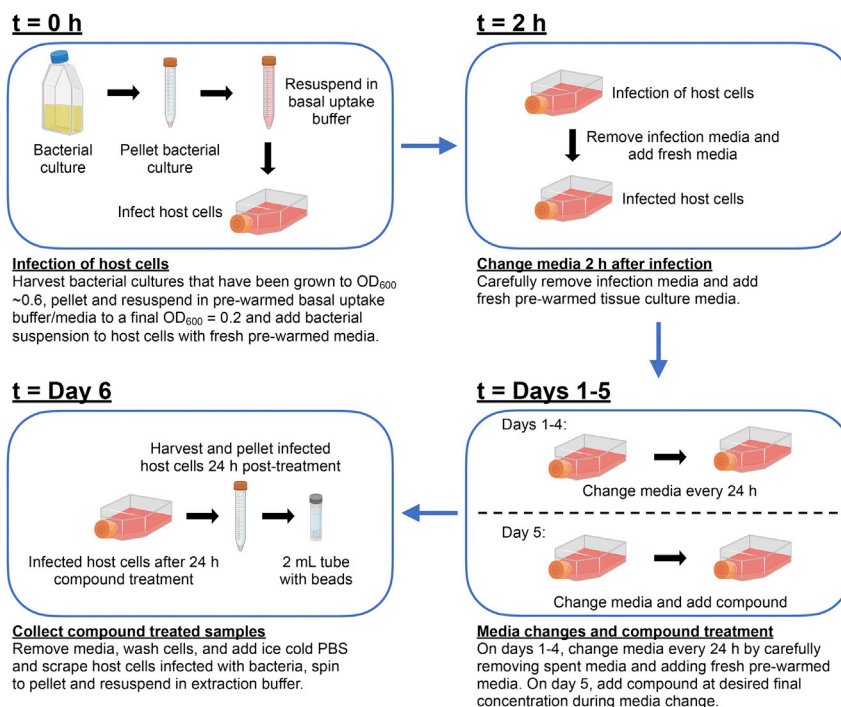 t = 0 h
Bacterial
culture
Pellet bacterial
culture
Resuspend in
basal uptake
buffer
Infect host cells
Infection of host cells
Harvest bacterial cultures that have been grown to OD600
~0.6, pellet and resuspend in pre-warmed basal uptake
buffer/media to a final OD600 = 0.2 and add bacterial
suspension to host cells with fresh pre-warmed media.
t = 2 h
Infection of host cells
Remove infection media and
add fresh media
Infected host cells
Change media 2 h after infection
Carefully remove infection media and add
fresh pre-warmed tissue culture media.
t = Days 1-5
Days 1-4:
Change media every 24 h
Day 5:
Change media and add compound
Media changes and compound treatment
On days 1-4, change media every 24 h by carefully
removing spent media and adding fresh pre-warmed
media. On day 5, add compound at desired final
concentration during media change.
t = Day 6
Harvest and pellet infected
host cells 24 h post-treatment
Infected host cells after 24 h
compound treatment
2 mL tube
with beads
Collect compound treated samples
Remove media, wash cells, and add ice cold PBS
and scrape host cells infected with bacteria, spin
to pellet and resuspend in extraction buffer.